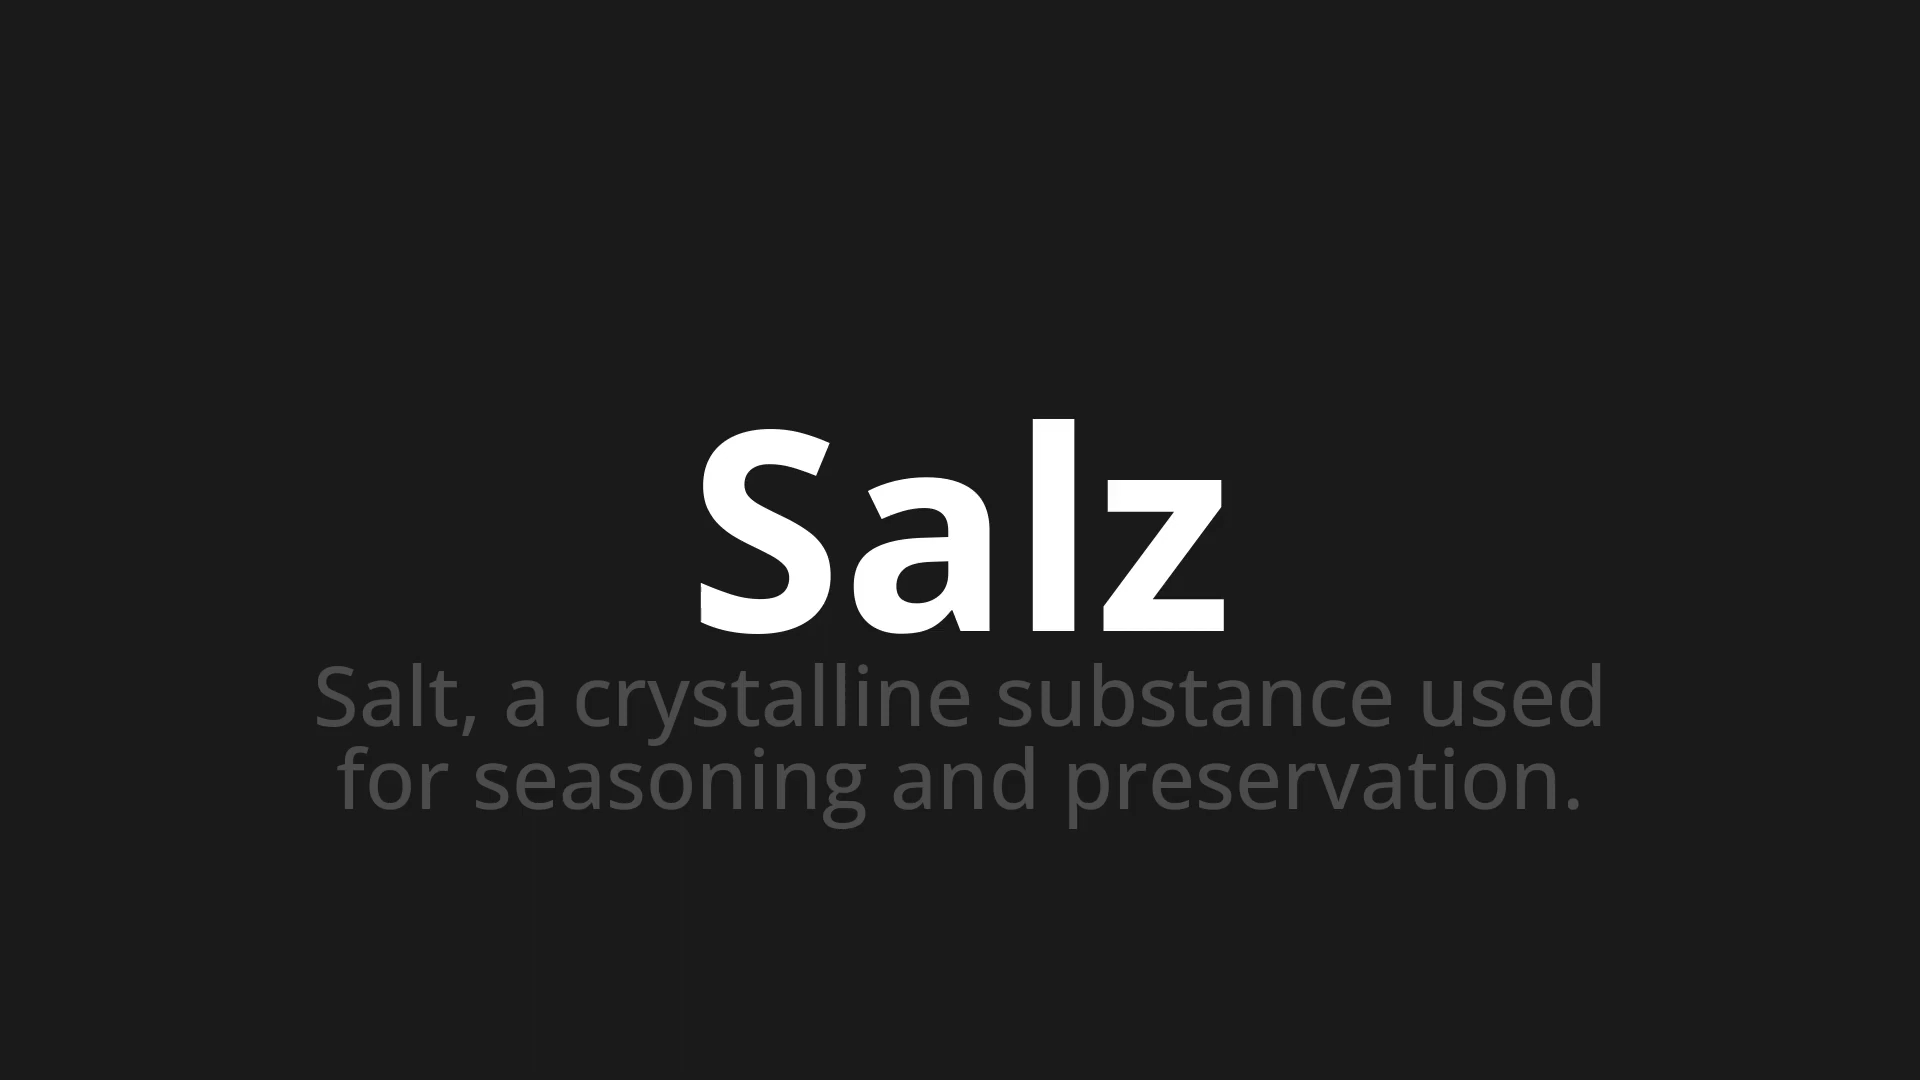 Salz
Salt, a crystalline substance used
for seasoning and preservation.